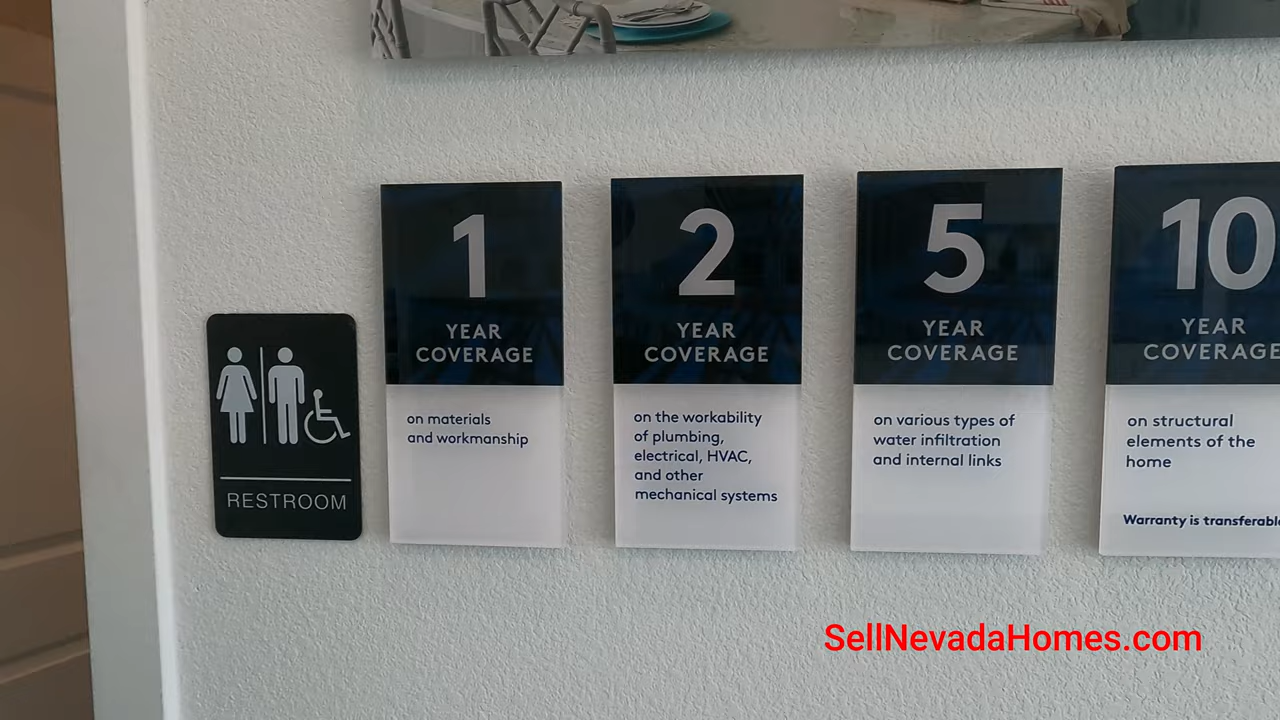 RESTROOM
1
YEAR
COVERAGE
on materials
and workmanship
2
YEAR
COVERAGE
on the workability
of plumbing,
electrical, HVAC,
and other
mechanical systems
5
YEAR
COVERAGE
on various types of
water infiltration
and internal links
10
YEAR
COVERAGE
on structural
elements of the
home
Warranty is transferable
SellNevadaHomes.com